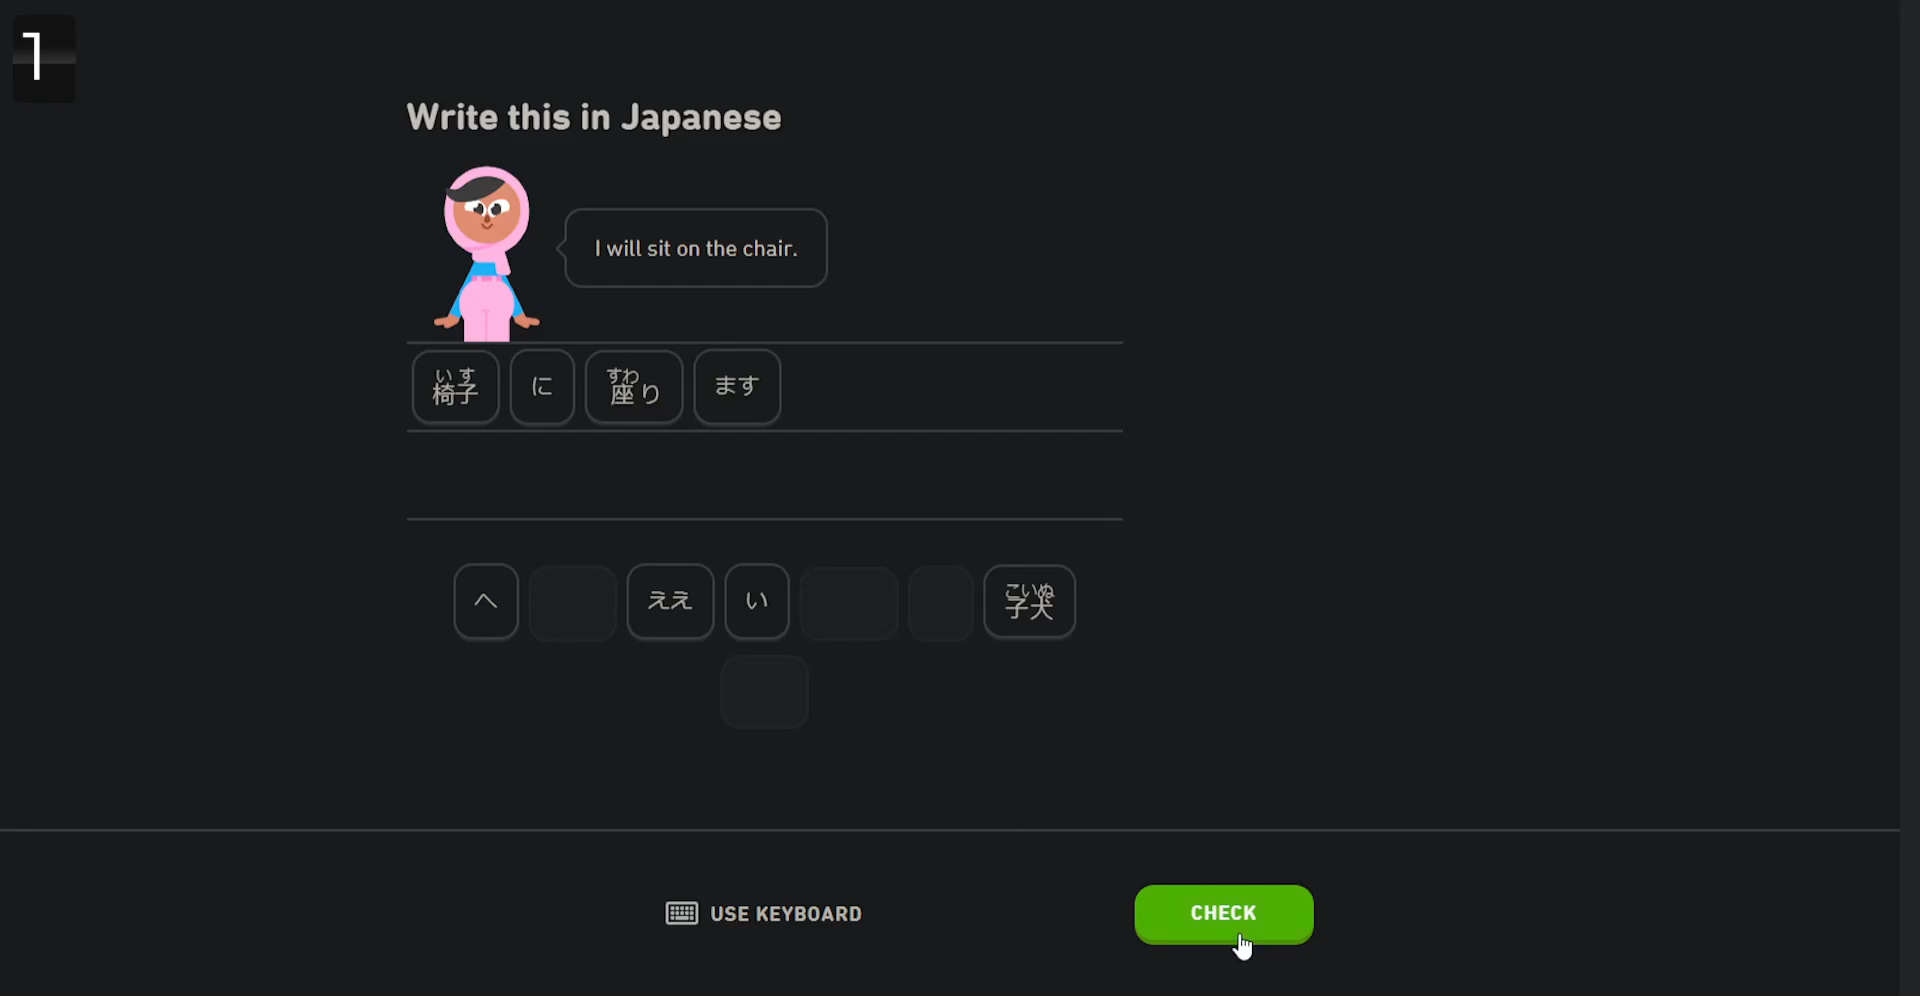 1
Write this in Japanese
I will sit on the chair.
いす すわ
椅子 に 座り ます
こいぬ
へ ええ い 子犬
USE KEYBOARD CHECK